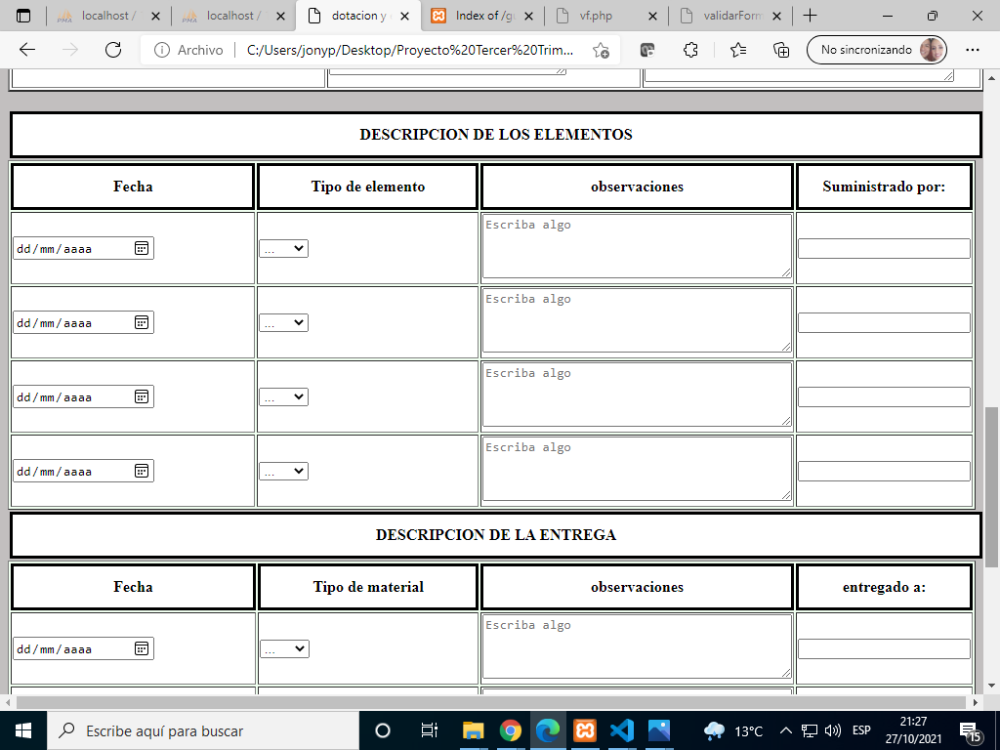 localhost /
localhost /
dotacion y
Index of /g
vf.php
validarForm
Archivo
C:/Users/jonyp/Desktop/Proyecto%20Tercer%20Trim...
No sincronizando
DESCRIPCION DE LOS ELEMENTOS
Fecha Tipo de elemento observaciones Suministrado por:
dd/mm/aaaa ... Escriba algo
dd/mm/aaaa ... Escriba algo
dd/mm/aaaa ... Escriba algo
dd/mm/aaaa ... Escriba algo
DESCRIPCION DE LA ENTREGA
Fecha Tipo de material observaciones entregado a:
dd/mm/aaaa ... Escriba algo
Escribe aquí para buscar
13°C
ESP
21:27
27/10/2021
15